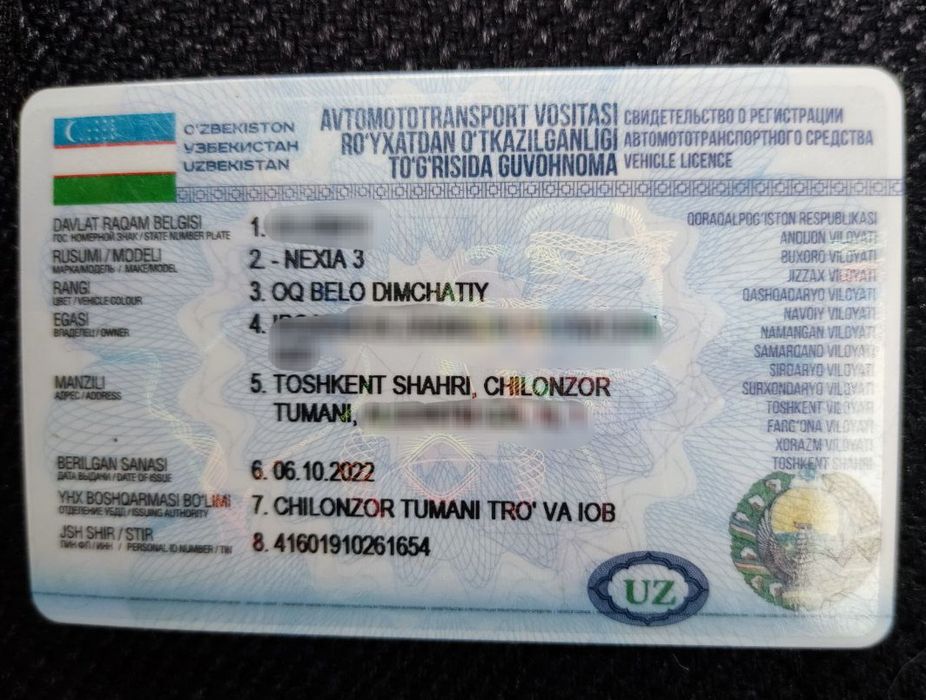 O'ZBEKISTON
ЎЗБЕКИСТАН
UZBEKISTAN
AVTOMOTOTRANSPORT VOSITASI
RO'YXATDAN O'TKAZILGANLIGI
TO'G'RISIDA GUVOHNOMA
СВИДЕТЕЛЬСТВО О РЕГИСТРАЦИИ
АВТОМОТОТРАНСПОРТНОГО СРЕДСТВА
VEHICLE LICENCE
DAVLAT RAQAM BELGISI
ГОС. НОМЕРНОЙ ЗНАК / STATE NUMBER PLATE
1.
RUSUMI / MODELI
МАРКА/МОДЕЛЬ / MAKE/MODEL
2. - NEXIA 3
RANGI
ЦВЕТ / VEHICLE COLOUR
3. OQ BELO DIMCHATIY
EGASI
ВЛАДЕЛЕЦ / OWNER
4.
MANZILI
АДРЕС / ADDRESS
5. TOSHKENT SHAHRI, CHILONZOR
TUMANI,
BERILGAN SANASI
ДАТА ВЫДАЧИ / DATE OF ISSUE
6. 06.10.2022
YHX BOSHQARMASI BO'LIMI
ОТДЕЛЕНИЕ УБДД / ISSUING AUTHORITY
7. CHILONZOR TUMANI TRO' VA IOB
JSH SHIR / STIR
ПИН ФЛ / ИНН / PERSONAL ID NUMBER / TIN
8. 41601910261654
QORAQALPOG'ISTON RESPUBLIKASI
ANDIJON VILOYATI
BUXORO VILOYATI
JIZZAX VILOYATI
QASHQADARYO VILOYATI
NAVOIY VILOYATI
NAMANGAN VILOYATI
SAMARQAND VILOYATI
SIRDARYO VILOYATI
SURXONDARYO VILOYATI
TOSHKENT VILOYATI
FARG'ONA VILOYATI
XORAZM VILOYATI
TOSHKENT SHAHRI
UZ